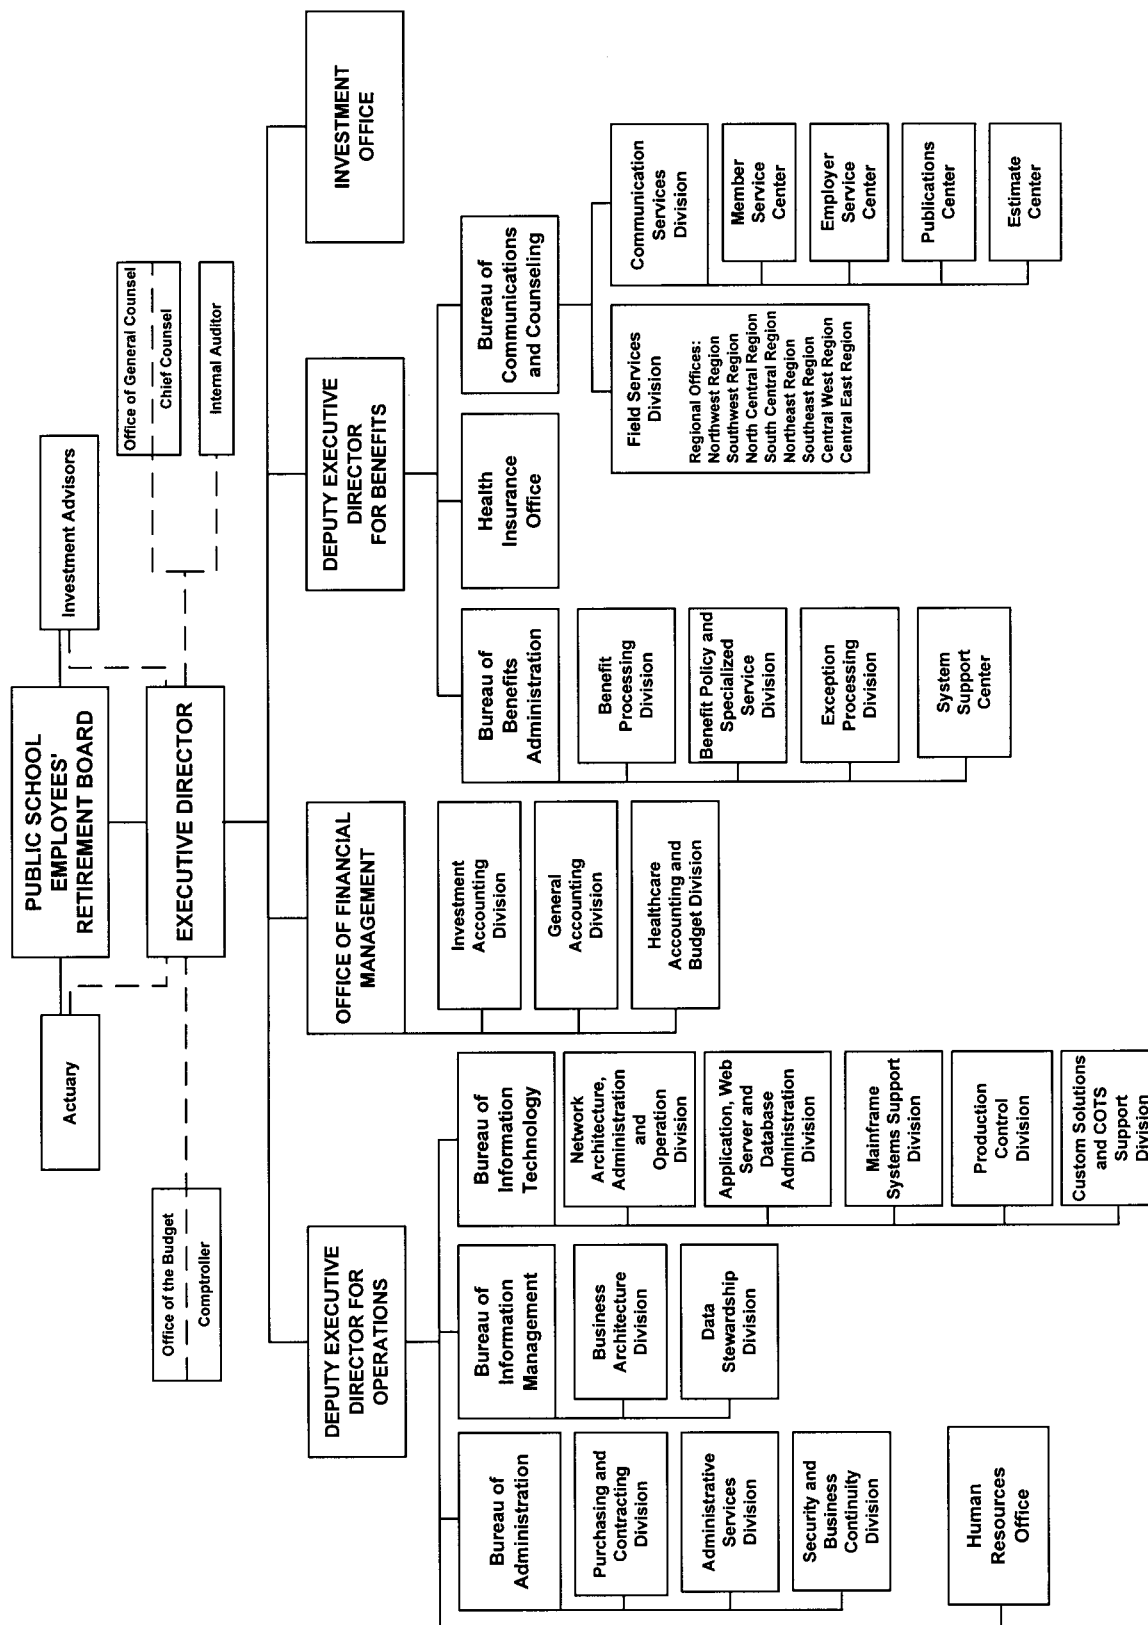 PUBLIC SCHOOL
EMPLOYEES'
RETIREMENT BOARD
Actuary
Investment Advisors
EXECUTIVE DIRECTOR
Office of the Budget
Comptroller
Office of General Counsel
Chief Counsel
Internal Auditor
DEPUTY EXECUTIVE
DIRECTOR FOR
OPERATIONS
OFFICE OF FINANCIAL
MANAGEMENT
DEPUTY EXECUTIVE
DIRECTOR
FOR BENEFITS
INVESTMENT
OFFICE
Bureau of
Administration
Purchasing and
Contracting
Division
Administrative
Services
Division
Security and
Business
Continuity
Division
Human
Resources
Office
Bureau of
Information
Management
Business
Architecture
Division
Data
Stewardship
Division
Bureau of
Information
Technology
Network
Architecture,
Administration
and
Operation
Division
Application, Web
Server and
Database
Administration
Division
Mainframe
Systems Support
Division
Production
Control
Division
Custom Solutions
and COTS
Support
Division
Investment
Accounting
Division
General
Accounting
Division
Healthcare
Accounting and
Budget Division
Bureau of
Benefits
Administration
Benefit
Processing
Division
Benefit Policy and
Specialized
Service
Division
Exception
Processing
Division
System
Support
Center
Health
Insurance
Office
Bureau of
Communications
and Counseling
Field Services
Division
Regional Offices:
Northwest Region
Southwest Region
North Central Region
South Central Region
Northeast Region
Southeast Region
Central West Region
Central East Region
Communication
Services
Division
Member
Service
Center
Employer
Service
Center
Publications
Center
Estimate
Center